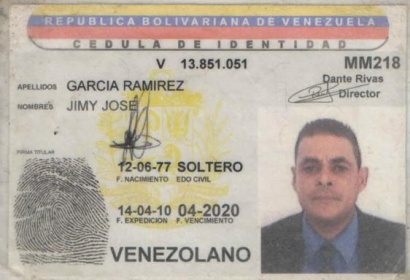 REPUBLICA BOLIVARIANA DE VENEZUELA
CEDULA DE IDENTIDAD
V 13.851.051
MM218
Dante Rivas
Director
APELLIDOS GARCIA RAMIREZ
NOMBRES JIMY JOSE
FIRMA TITULAR
12-06-77 SOLTERO
F. NACIMIENTO EDO CIVIL
14-04-10 04-2020
F. EXPEDICION F. VENCIMIENTO
VENEZOLANO